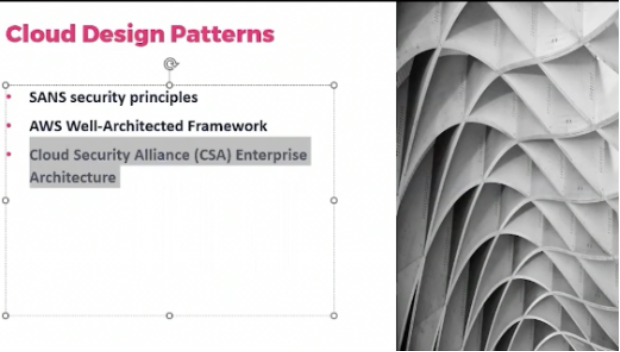 Cloud Design Patterns
SANS security principles
AWS Well-Architected Framework
Cloud Security Alliance (CSA) Enterprise
Architecture